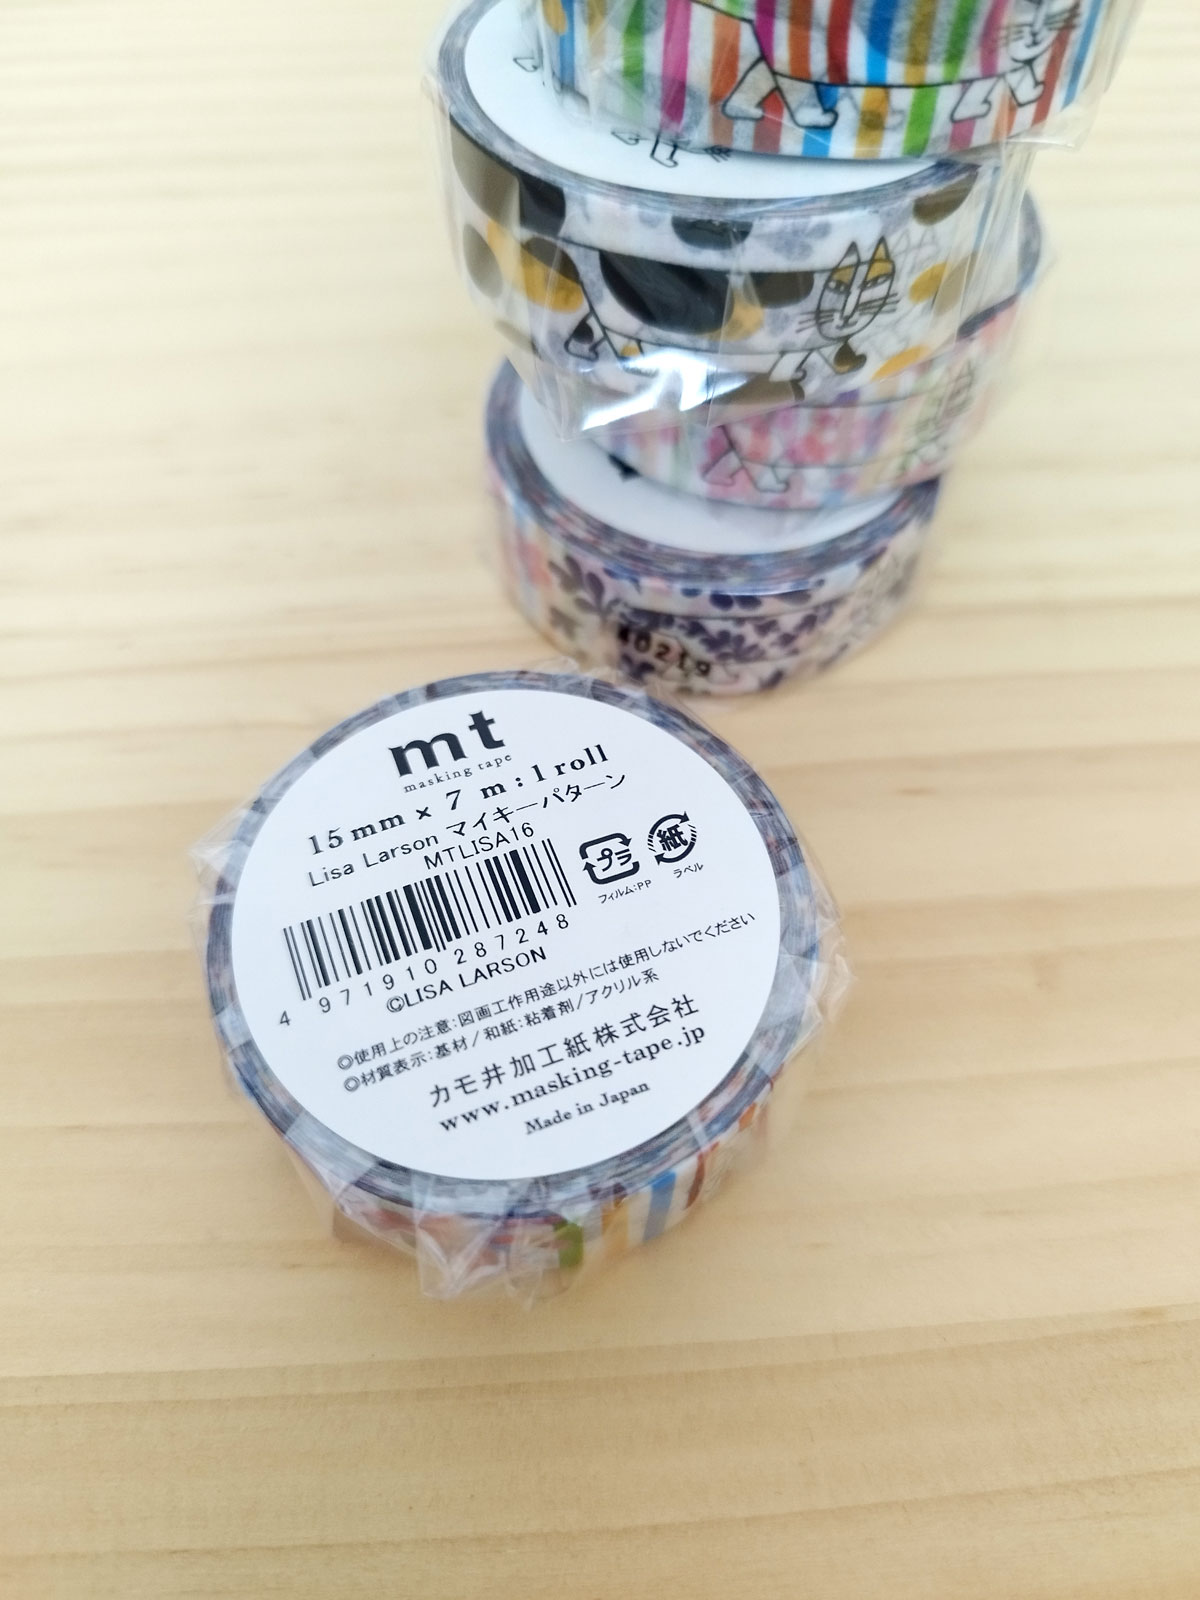 mt
masking tape
15mm × 7 m : 1 roll
Lisa Larson マイキーパターン
MTLISA16
4 971910 287248
プラ
紙
フィルム:PP
ラベル
©LISA LARSON
◎使用上の注意:図画工作用途以外には使用しないでください
◎材質表示:基材/和紙:粘着剤/アクリル系
カモ井加工紙株式会社
www.masking-tape.jp
Made in Japan